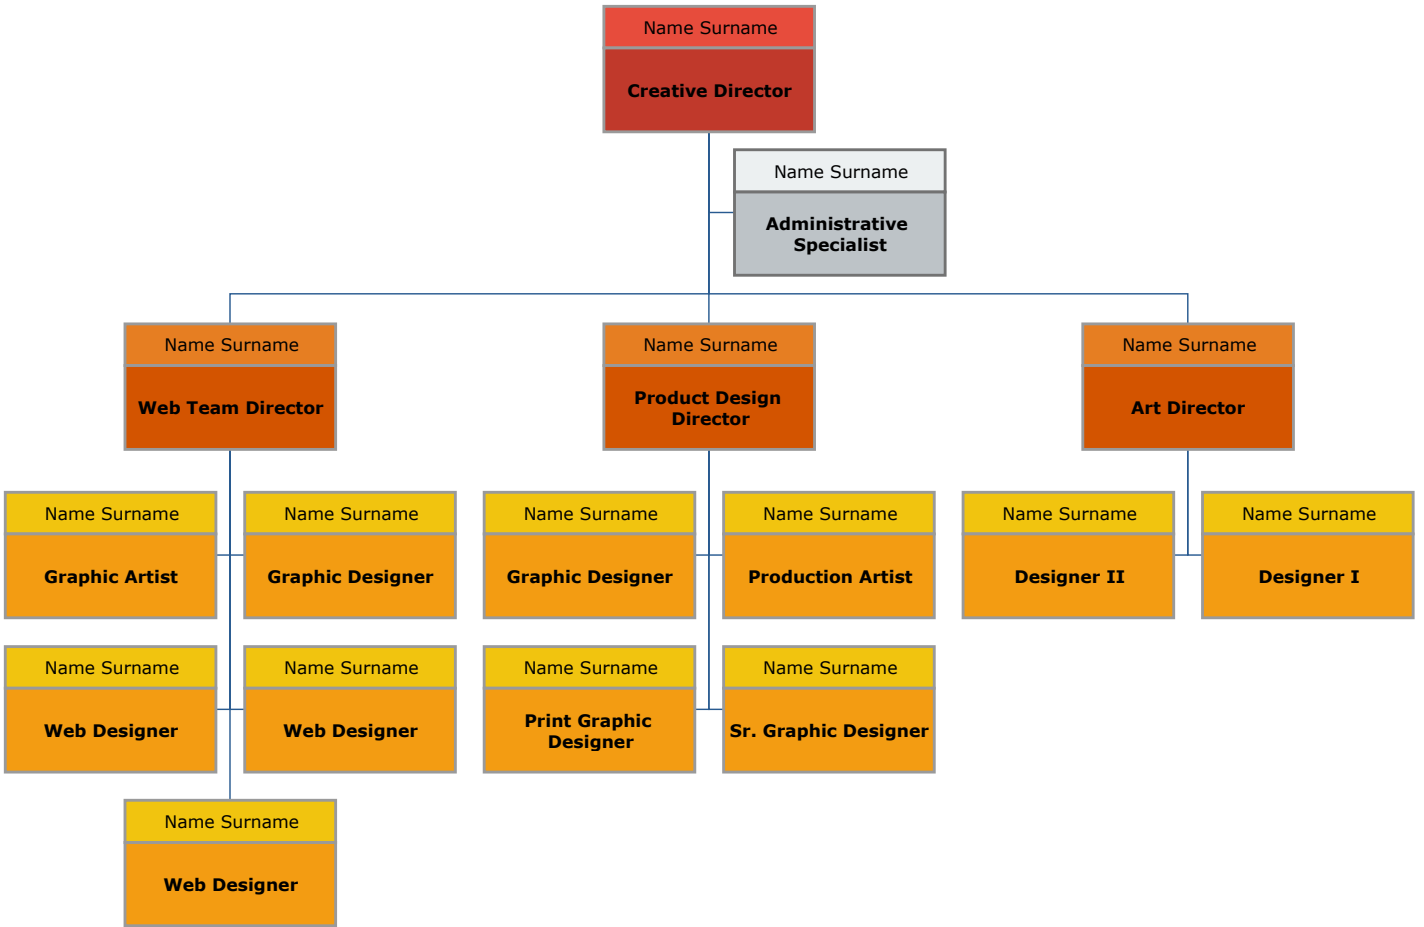 Name Surname
Creative Director
Name Surname
Administrative
Specialist
Name Surname
Web Team Director
Name Surname
Product Design
Director
Name Surname
Art Director
Name Surname
Graphic Artist
Name Surname
Graphic Designer
Name Surname
Graphic Designer
Name Surname
Production Artist
Name Surname
Designer II
Name Surname
Designer I
Name Surname
Web Designer
Name Surname
Web Designer
Name Surname
Print Graphic
Designer
Name Surname
Sr. Graphic Designer
Name Surname
Web Designer